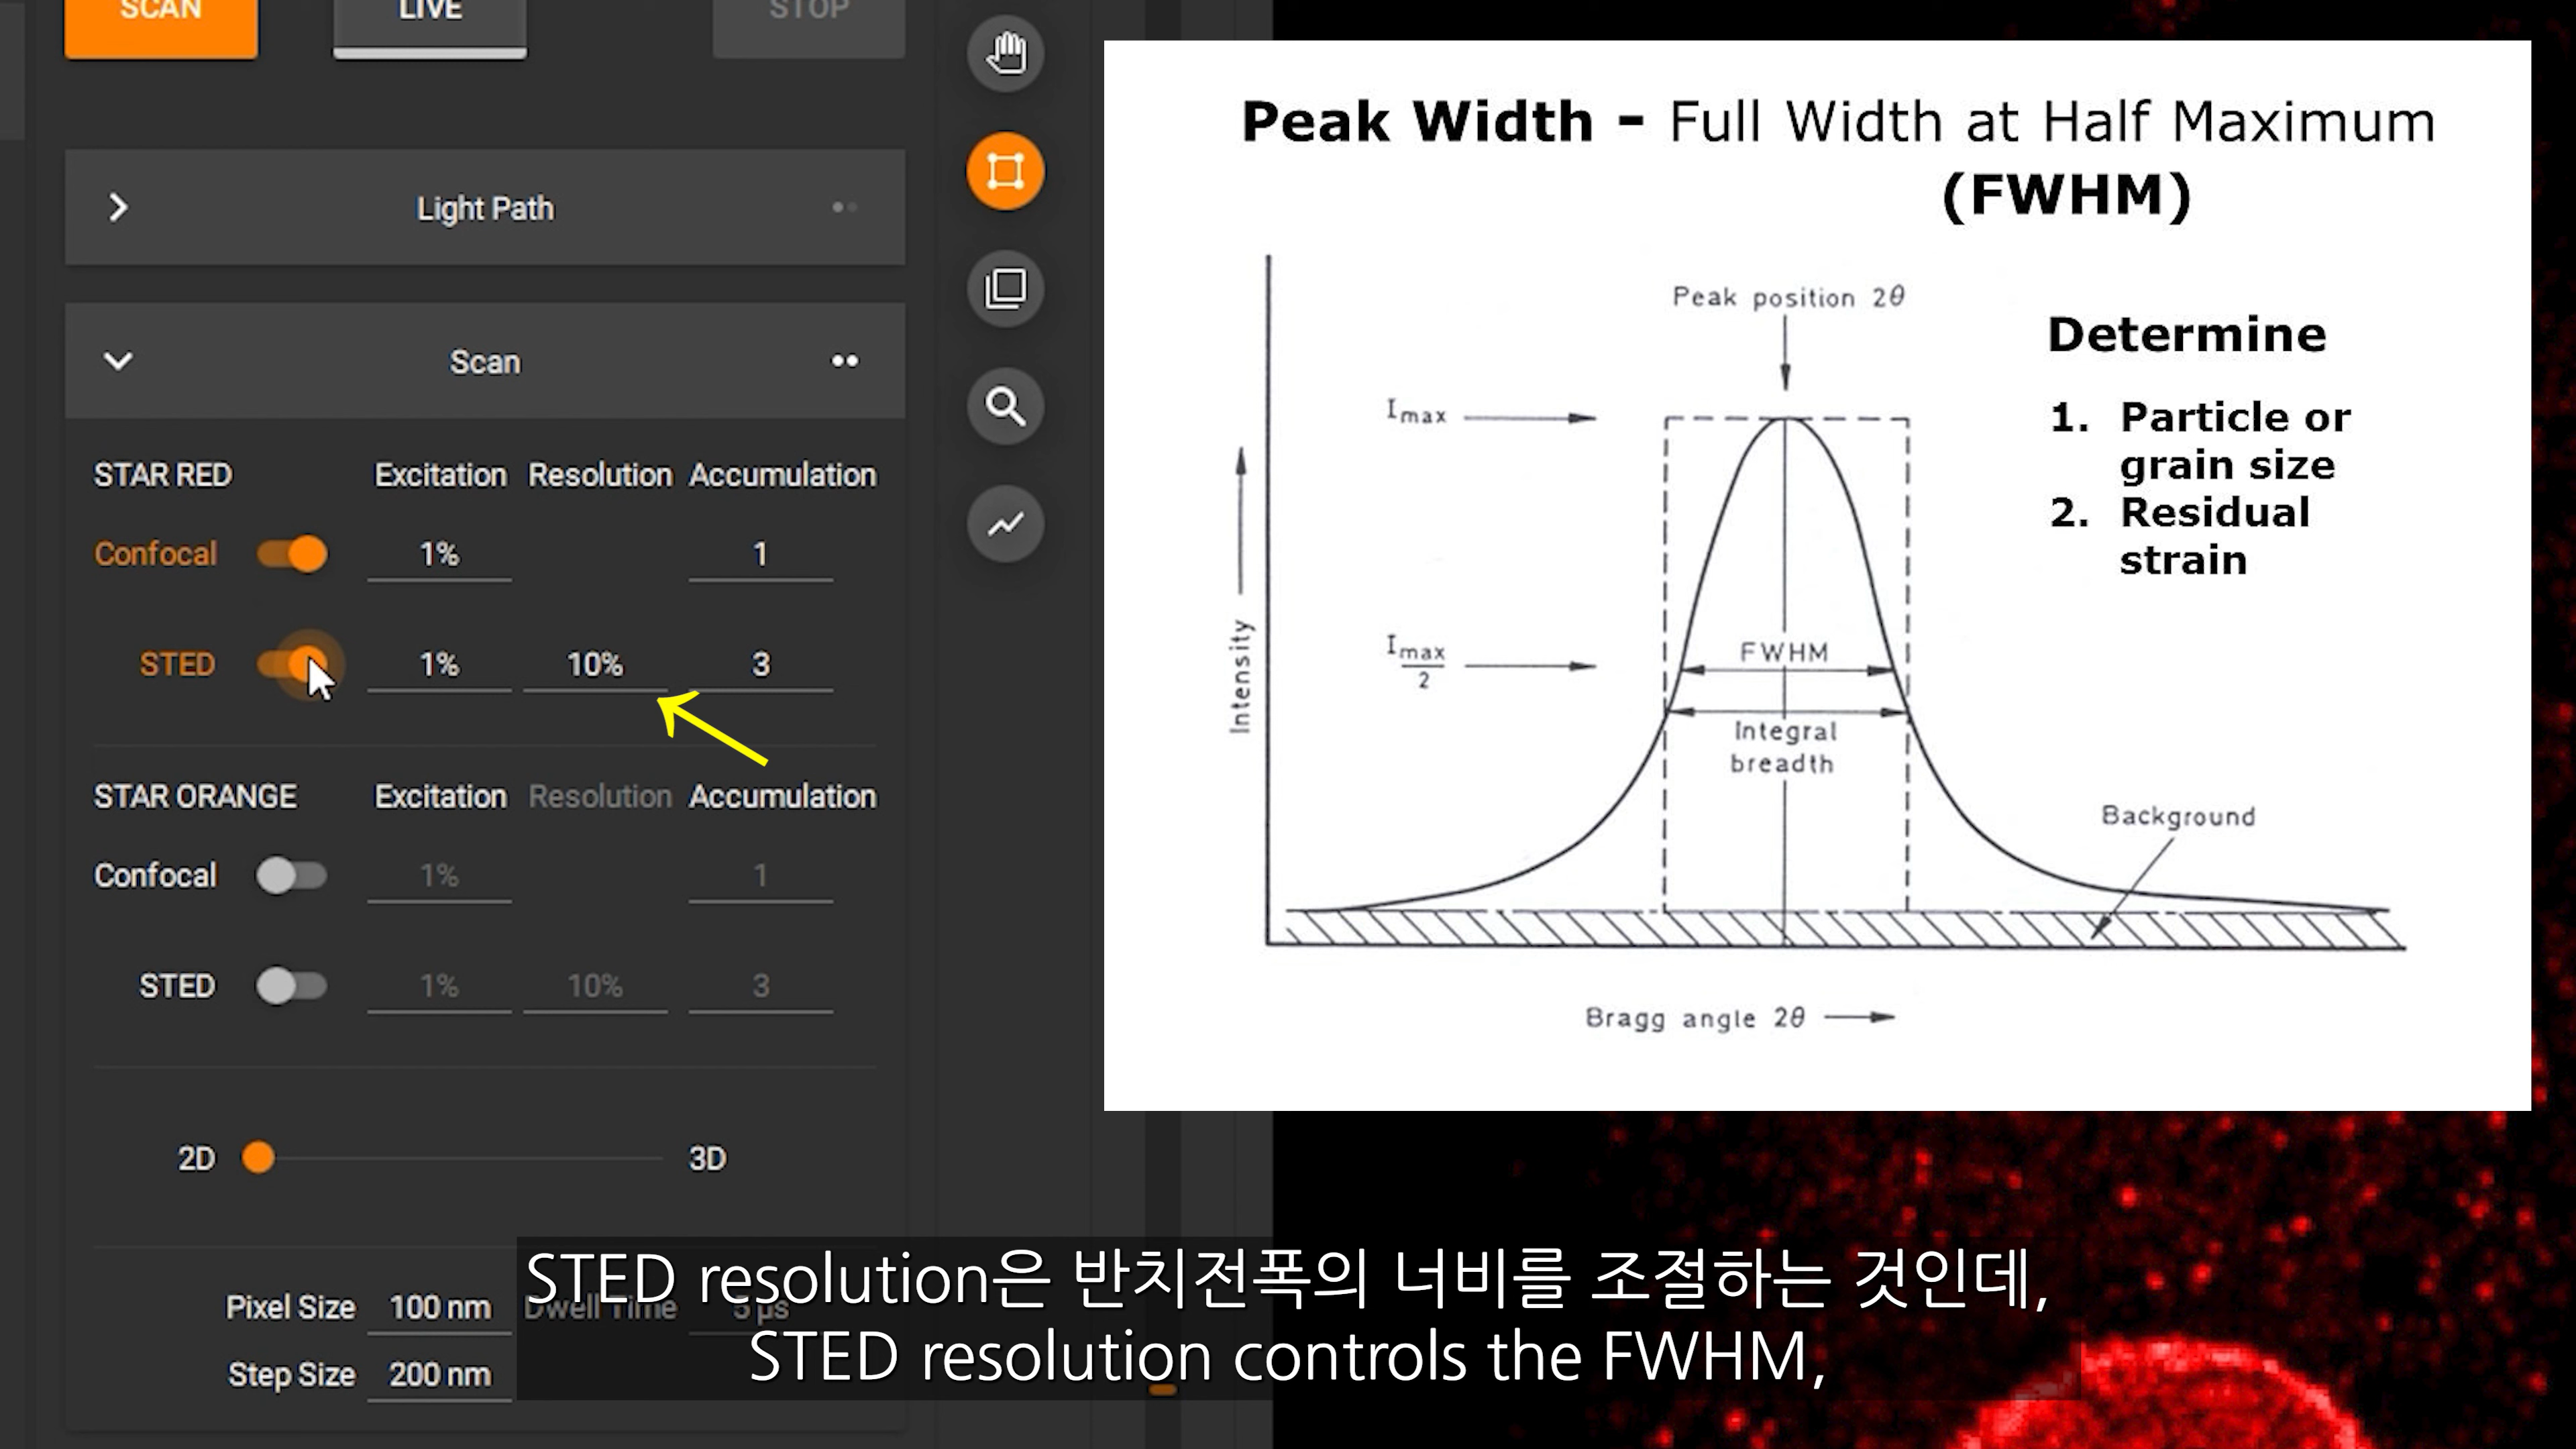 SCAN LIVE STOP
Light Path
Scan
STAR RED Excitation Resolution Accumulation
Confocal 1% 1
STED 1% 10% 3
STAR ORANGE Excitation Resolution Accumulation
Confocal 1% 1
STED 1% 10% 3
2D 3D
Pixel Size 100 nm Dwell Time 5 µs
Step Size 200 nm
Peak Width - Full Width at Half Maximum
(FWHM)
Peak position 2θ
Imax
Imax
2
Intensity
FWHM
Integral
breadth
Background
Bragg angle 2θ
Determine
1. Particle or
grain size
2. Residual
strain
STED resolution은 반치전폭의 너비를 조절하는 것인데,
STED resolution controls the FWHM,